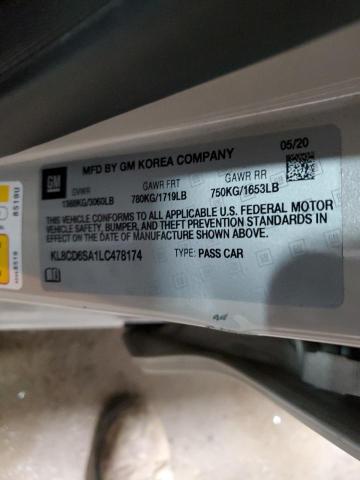 05/20
MFD BY GM KOREA COMPANY
GM
GVWR GAWR FRT GAWR RR
1388KG/3060LB 780KG/1719LB 750KG/1653LB
THIS VEHICLE CONFORMS TO ALL APPLICABLE U.S. FEDERAL MOTOR
VEHICLE SAFETY, BUMPER, AND THEFT PREVENTION STANDARDS IN
EFFECT ON THE DATE OF MANUFACTURE SHOWN ABOVE.
KL8CD6SA1LC478174 TYPE: PASS CAR